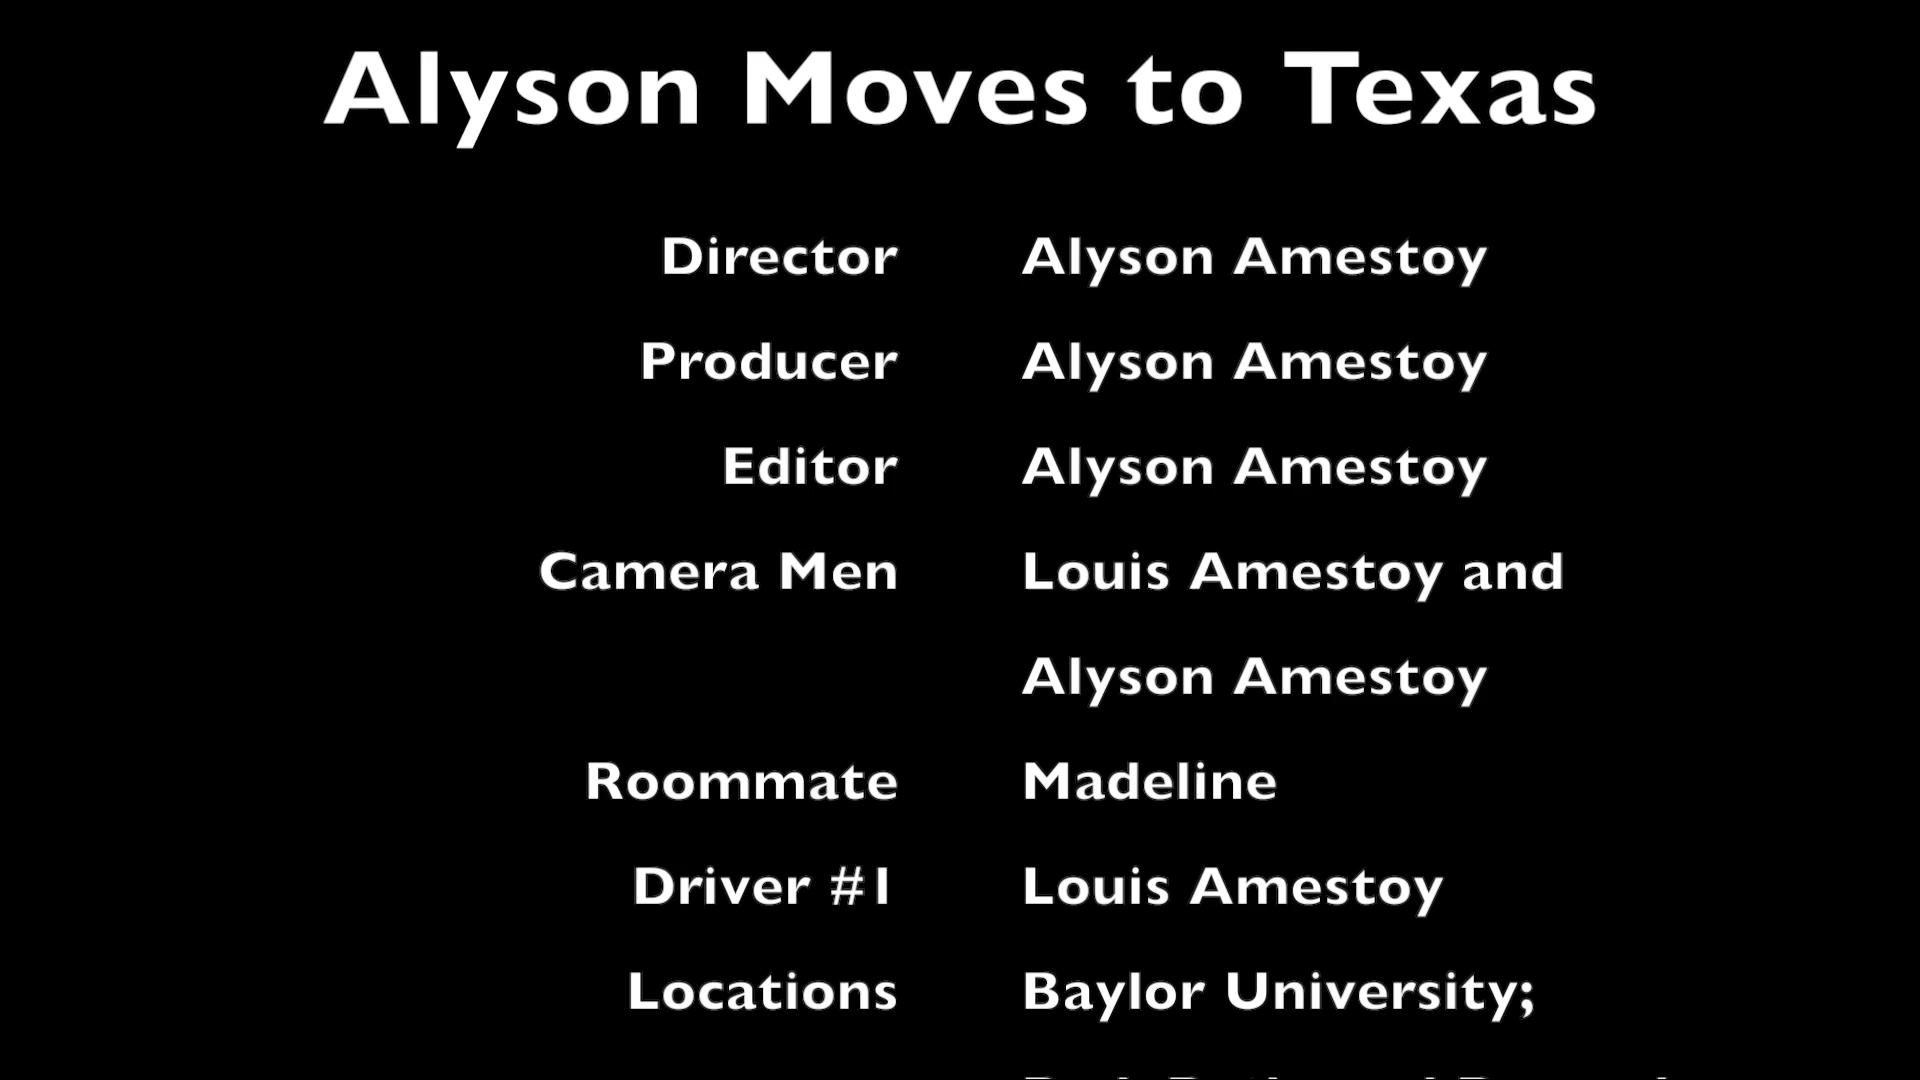 Alyson Moves to Texas
Director Alyson Amestoy
Producer Alyson Amestoy
Editor Alyson Amestoy
Camera Men Louis Amestoy and
Alyson Amestoy
Roommate Madeline
Driver #1 Louis Amestoy
Locations Baylor University;